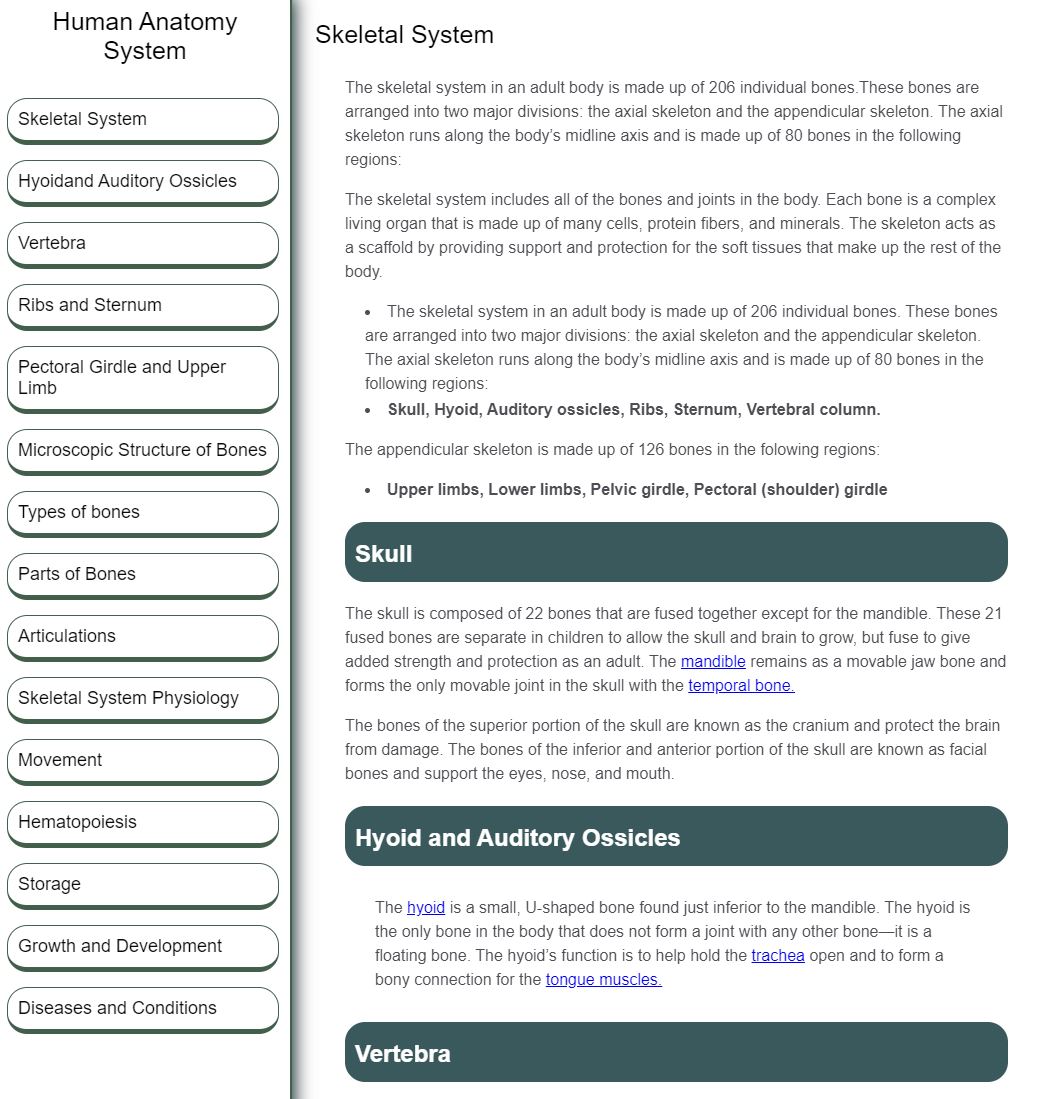 Human Anatomy
System
Skeletal System
Hyoidand Auditory Ossicles
Vertebra
Ribs and Sternum
Pectoral Girdle and Upper
Limb
Microscopic Structure of Bones
Types of bones
Parts of Bones
Articulations
Skeletal System Physiology
Movement
Hematopoiesis
Storage
Growth and Development
Diseases and Conditions
Skeletal System
The skeletal system in an adult body is made up of 206 individual bones.These bones are
arranged into two major divisions: the axial skeleton and the appendicular skeleton. The axial
skeleton runs along the body’s midline axis and is made up of 80 bones in the following
regions:
The skeletal system includes all of the bones and joints in the body. Each bone is a complex
living organ that is made up of many cells, protein fibers, and minerals. The skeleton acts as
a scaffold by providing support and protection for the soft tissues that make up the rest of the
body.
• The skeletal system in an adult body is made up of 206 individual bones. These bones
are arranged into two major divisions: the axial skeleton and the appendicular skeleton.
The axial skeleton runs along the body’s midline axis and is made up of 80 bones in the
following regions:
• Skull, Hyoid, Auditory ossicles, Ribs, Sternum, Vertebral column.
The appendicular skeleton is made up of 126 bones in the folowing regions:
• Upper limbs, Lower limbs, Pelvic girdle, Pectoral (shoulder) girdle
Skull
The skull is composed of 22 bones that are fused together except for the mandible. These 21
fused bones are separate in children to allow the skull and brain to grow, but fuse to give
added strength and protection as an adult. The mandible remains as a movable jaw bone and
forms the only movable joint in the skull with the temporal bone.
The bones of the superior portion of the skull are known as the cranium and protect the brain
from damage. The bones of the inferior and anterior portion of the skull are known as facial
bones and support the eyes, nose, and mouth.
Hyoid and Auditory Ossicles
The hyoid is a small, U-shaped bone found just inferior to the mandible. The hyoid is
the only bone in the body that does not form a joint with any other bone—it is a
floating bone. The hyoid’s function is to help hold the trachea open and to form a
bony connection for the tongue muscles.
Vertebra